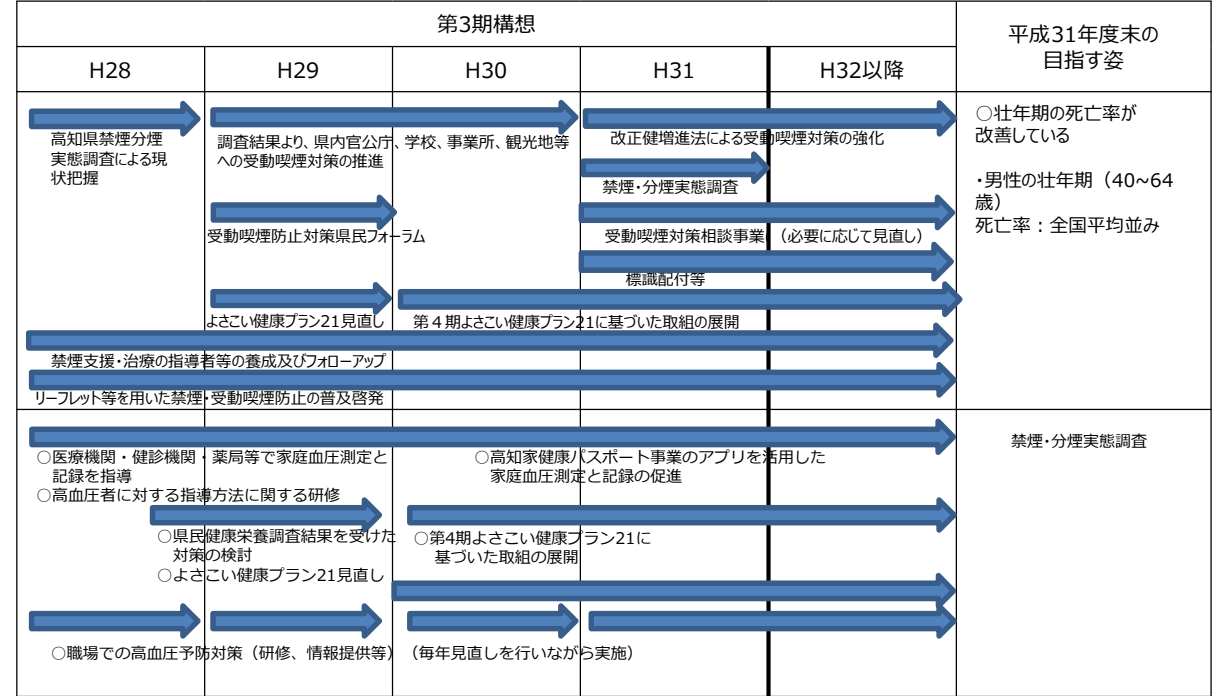 第3期構想
平成31年度末の
目指す姿
H28
H29
H30
H31
H32以降
高知県禁煙分煙
実態調査による現
状把握
調査結果より、県内官公庁、学校、事業所、観光地等
への受動喫煙対策の推進
改正健増進法による受動喫煙対策の強化
禁煙・分煙実態調査
受動喫煙防止対策県民フォーラム
受動喫煙対策相談事業（必要に応じて見直し）
標識配付等
よさこい健康プラン21見直し
第４期よさこい健康プラン21に基づいた取組の展開
禁煙支援・治療の指導者等の養成及びフォローアップ
リーフレット等を用いた禁煙・受動喫煙防止の普及啓発
○壮年期の死亡率が
改善している
・男性の壮年期（40~64
歳）
死亡率：全国平均並み
○医療機関・健診機関・薬局等で家庭血圧測定と
記録を指導
○高血圧者に対する指導方法に関する研修
○高知家健康パスポート事業のアプリを活用した
家庭血圧測定と記録の促進
○県民健康栄養調査結果を受けた
対策の検討
○よさこい健康プラン21見直し
○第4期よさこい健康プラン21に
基づいた取組の展開
○職場での高血圧予防対策（研修、情報提供等）（毎年見直しを行いながら実施）
禁煙・分煙実態調査